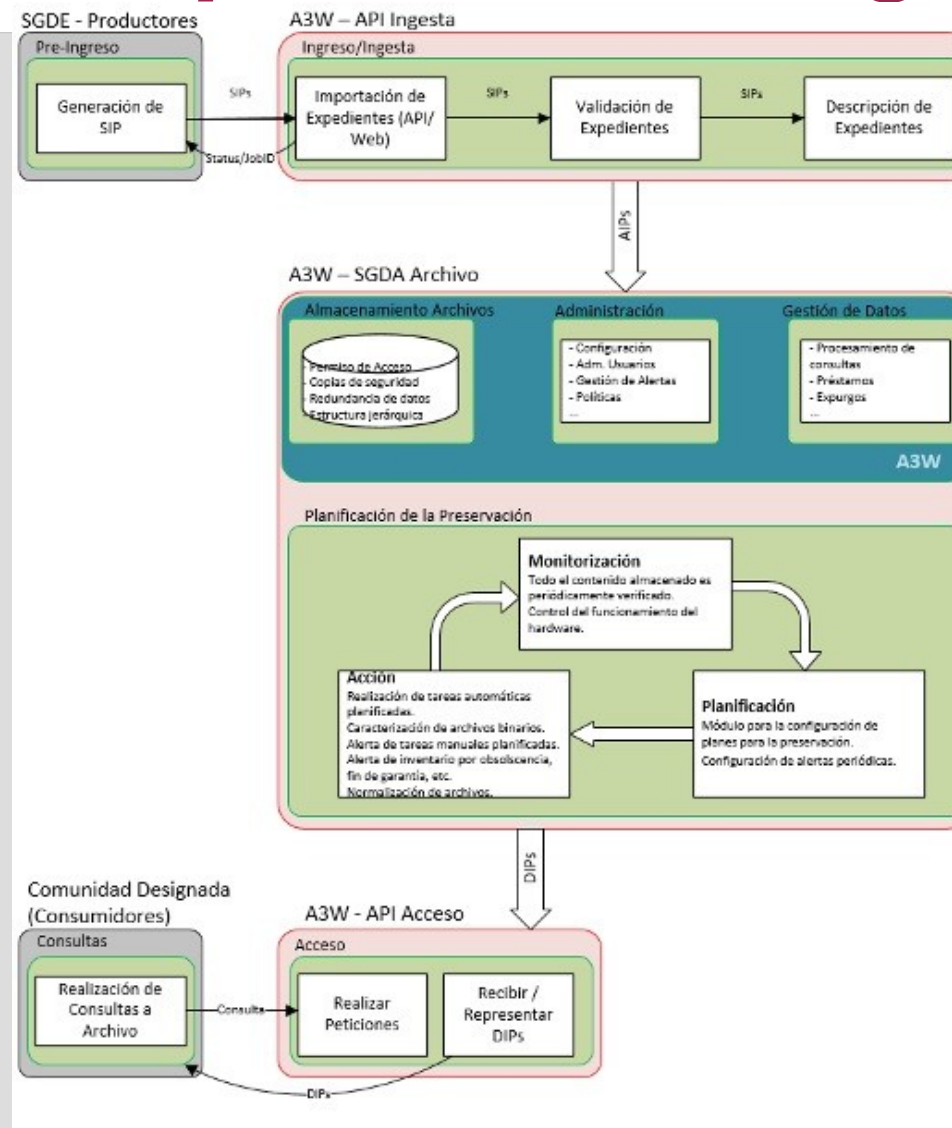 SGDE - Productores
Pre-Ingreso
Generación de
SIP
SIPs
Status/JobID
A3W – API Ingesta
Ingreso/Ingesta
Importación de
Expedientes (API/
Web)
SIPs
Validación de
Expedientes
SIPs
Descripción de
Expedientes
AIPs
A3W – SGDA Archivo
Almacenamiento Archivos
- Permiso de Acceso
- Copias de seguridad
- Redundancia de datos
- Estructura jerárquica
Administración
- Configuración
- Adm. Usuarios
- Gestión de Alertas
- Políticas
...
Gestión de Datos
- Procesamiento de
consultas
- Préstamos
- Expurgos
...
A3W
Planificación de la Preservación
Monitorización
Todo el contenido almacenado es
periódicamente verificado.
Control del funcionamiento del
hardware.
Acción
Realización de tareas automáticas
planificadas.
Caracterización de archivos binarios.
Alerta de tareas manuales planificadas.
Alerta de inventario por obsolscencia,
fin de garantía, etc.
Normalización de archivos.
Planificación
Módulo para la configuración de
planes para la preservación.
Configuración de alertas periódicas.
DIPs
Comunidad Designada
(Consumidores)
Consultas
Realización de
Consultas a
Archivo
Consulta
A3W - API Acceso
Acceso
Realizar
Peticiones
Recibir /
Representar
DIPs
DIPs